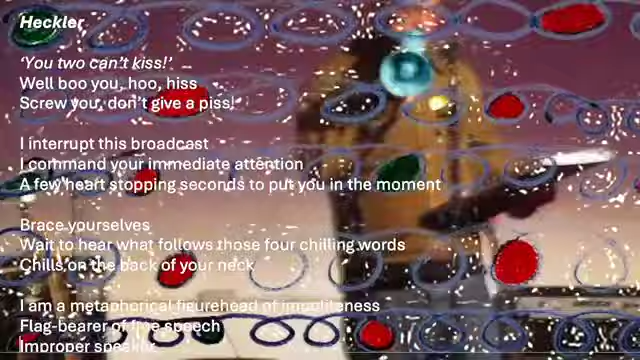 Heckler
‘You two can’t kiss!’
Well boo you, hoo, hiss
Screw you, don’t give a piss!
I interrupt this broadcast
I command your immediate attention
A few heart stopping seconds to put you in the moment
Brace yourselves
Wait to hear what follows those four chilling words
Chills on the back of your neck
I am a metaphorical figurehead of impoliteness
Flag-bearer of free speech
Improper